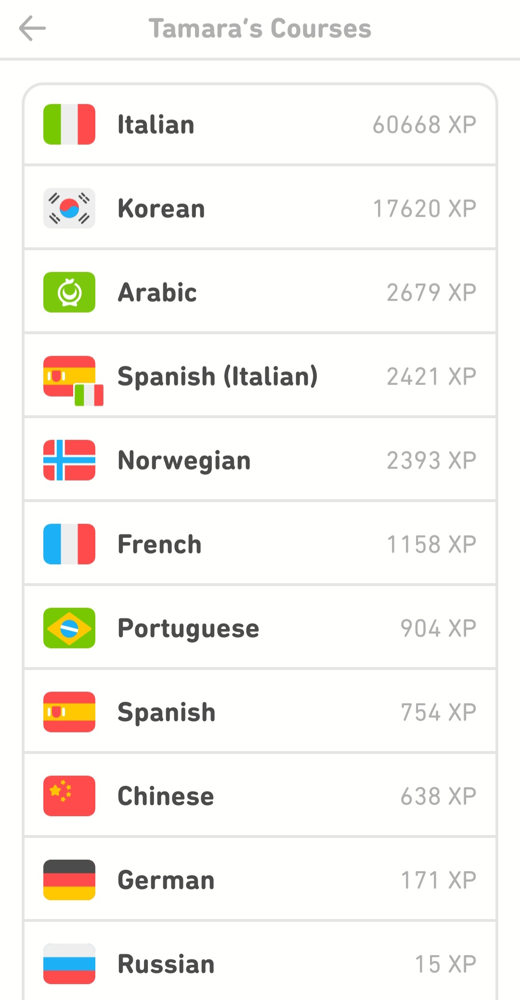 Tamara's Courses
Italian 60668 XP
Korean 17620 XP
Arabic 2679 XP
Spanish (Italian) 2421 XP
Norwegian 2393 XP
French 1158 XP
Portuguese 904 XP
Spanish 754 XP
Chinese 638 XP
German 171 XP
Russian 15 XP